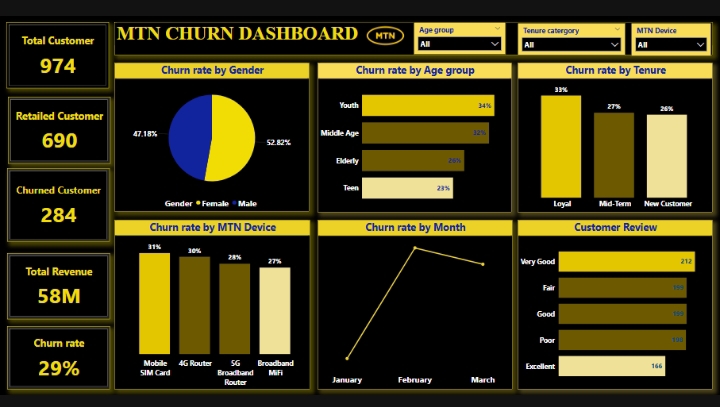 Total Customer
974
Retailed Customer
690
Churned Customer
284
Total Revenue
58M
Churn rate
29%
MTN CHURN DASHBOARD
MTN
Age group
All
Tenure catergory
All
MTN Device
All
Churn rate by Gender
47.18%
52.82%
Gender Female Male
Churn rate by Age group
Youth 34%
Middle Age
Elderly
Teen 23%
Churn rate by Tenure
33%
27%
26%
Loyal Mid-Term New Customer
Churn rate by MTN Device
31%
30%
28%
27%
Mobile SIM Card
4G Router
5G Broadband Router
Broadband MiFi
Churn rate by Month
January February March
Customer Review
Very Good 212
Fair
Good
Poor
Excellent 166